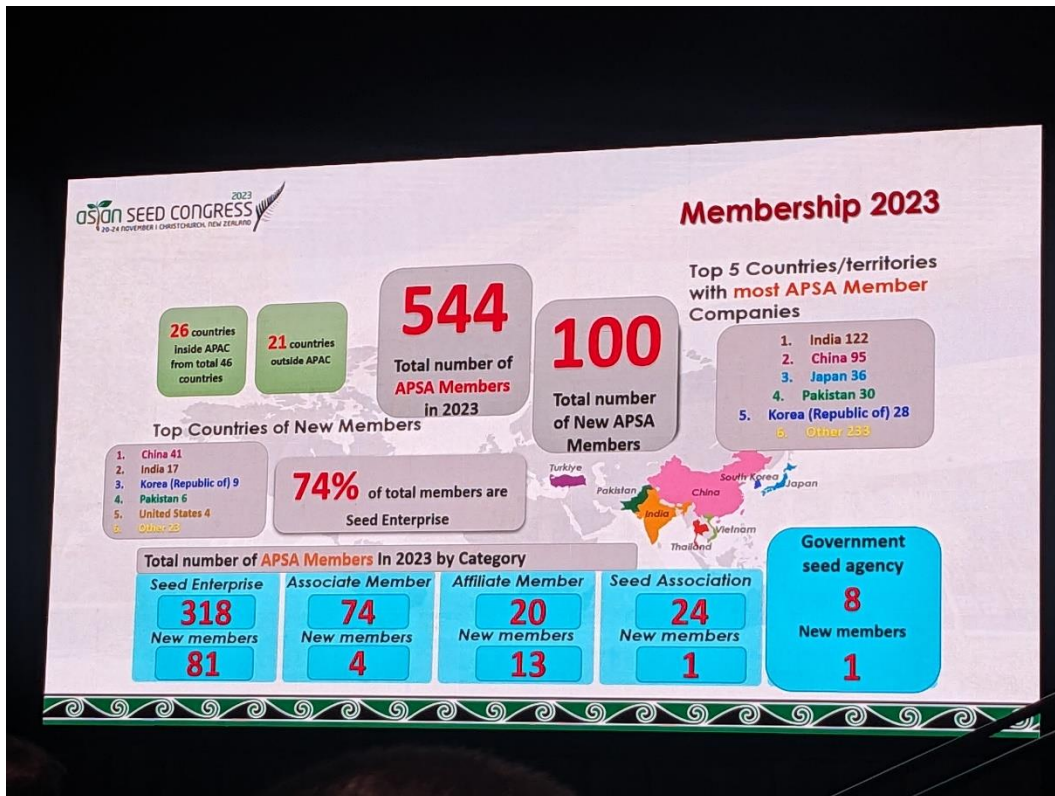 2023
asian SEED CONGRESS
20-24 NOVEMBER | CHRISTCHURCH, NEW ZEALAND
Membership 2023
26 countries
inside APAC
from total 46
countries
21 countries
outside APAC
544
Total number of
APSA Members
in 2023
100
Total number
of New APSA
Members
Top 5 Countries/territories
with most APSA Member
Companies
1. India 122
2. China 95
3. Japan 36
4. Pakistan 30
5. Korea (Republic of) 28
6. Other 233
Top Countries of New Members
1. China 41
2. India 17
3. Korea (Republic of) 9
4. Pakistan 6
5. United States 4
6. Other 23
74% of total members are
Seed Enterprise
Turkiye
Pakistan
India
China
South Korea
Japan
Vietnam
Thailand
Total number of APSA Members In 2023 by Category
Seed Enterprise
318
New members
81
Associate Member
74
New members
4
Affiliate Member
20
New members
13
Seed Association
24
New members
1
Government
seed agency
8
New members
1